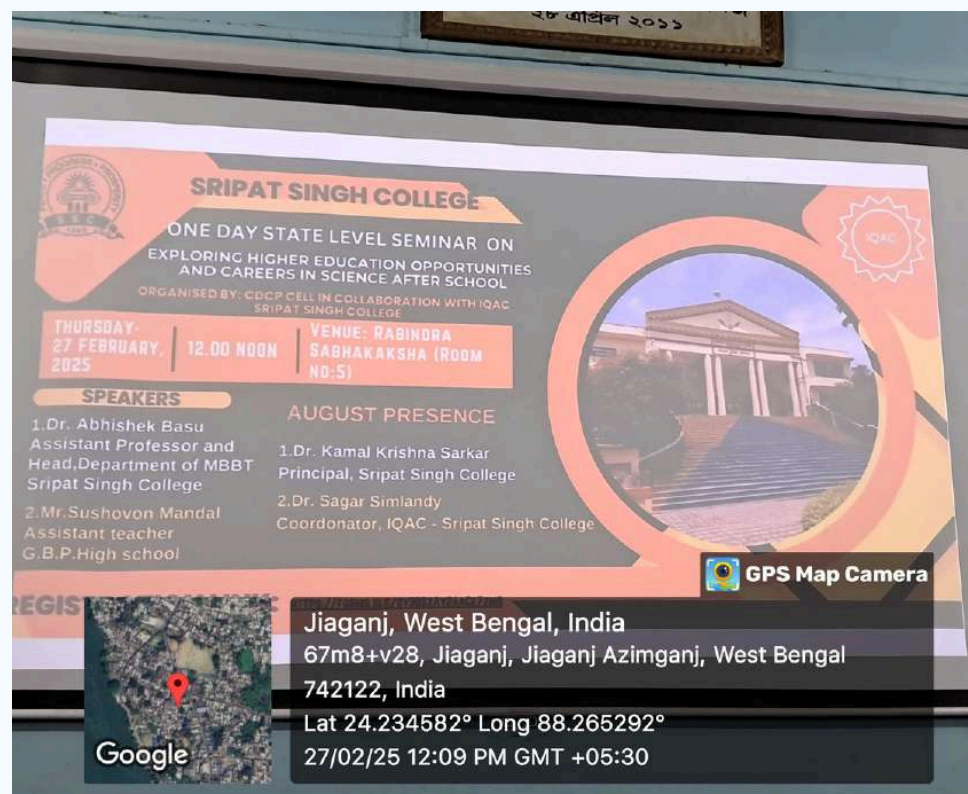 ২৮ এপ্রিল ২০১১
SRIPAT SINGH COLLEGE
ONE DAY STATE LEVEL SEMINAR ON
EXPLORING HIGHER EDUCATION OPPORTUNITIES
AND CAREERS IN SCIENCE AFTER SCHOOL
ORGANISED BY: CDCP CELL IN COLLABORATION WITH IQAC
SRIPAT SINGH COLLEGE
THURSDAY-
27 FEBRUARY,
2025
12.00 NOON
VENUE: RABINDRA
SABHAKAKSHA (ROOM
NO:5)
SPEAKERS
1.Dr. Abhishek Basu
Assistant Professor and
Head,Department of MBBT
Sripat Singh College
2.Mr.Sushovon Mandal
Assistant teacher
G.B.P.High school
AUGUST PRESENCE
1.Dr. Kamal Krishna Sarkar
Principal, Sripat Singh College
2.Dr. Sagar Simlandy
Coordonator, IQAC - Sripat Singh College
IQAC
SSC
GPS Map Camera
Jiaganj, West Bengal, India
67m8+v28, Jiaganj, Jiaganj Azimganj, West Bengal
742122, India
Lat 24.234582° Long 88.265292°
27/02/25 12:09 PM GMT +05:30
Google